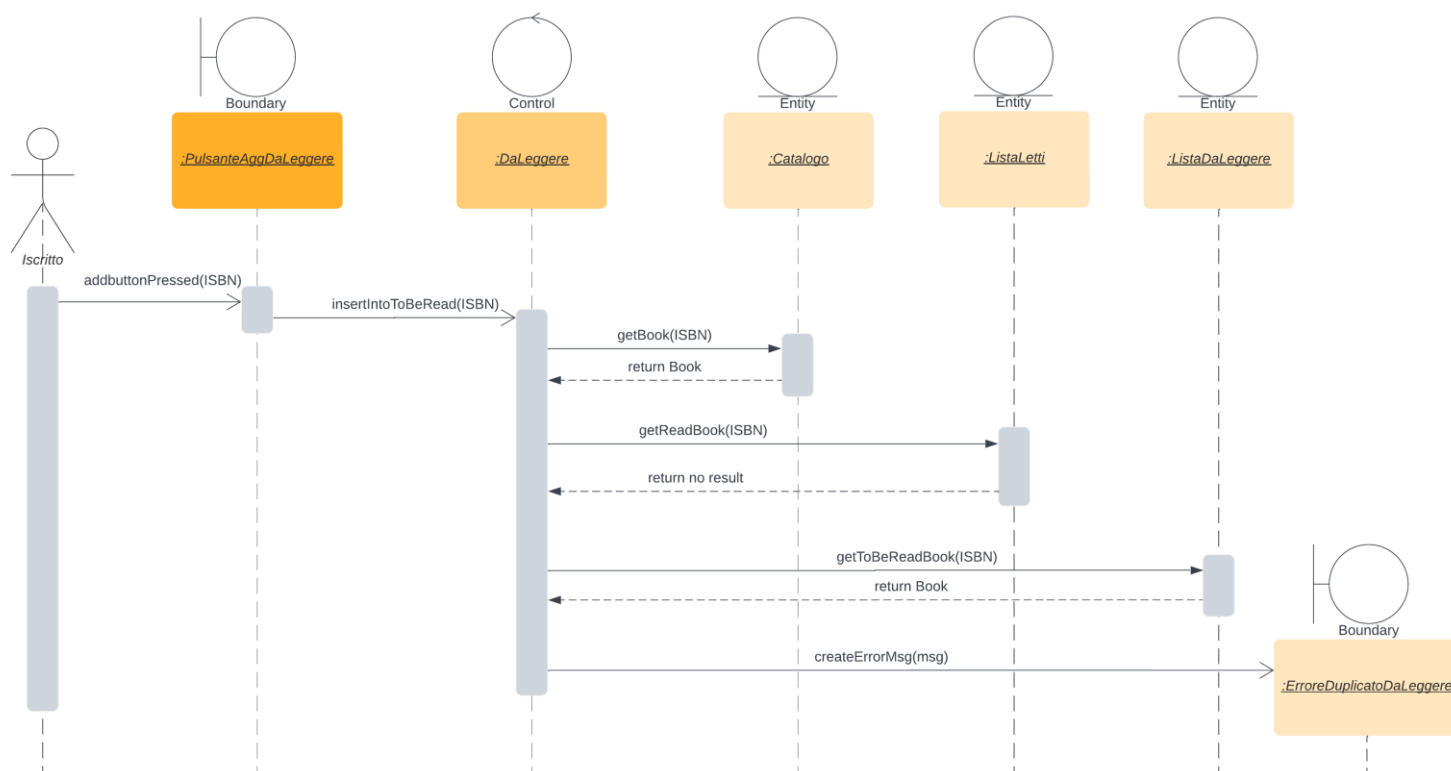 Boundary
Control
Entity
Entity
Entity
:PulsanteAggDaLeggere
:DaLeggere
:Catalogo
:ListaLetti
:ListaDaLeggere
Iscritto
addbuttonPressed(ISBN)
insertIntoToBeRead(ISBN)
getBook(ISBN)
return Book
getReadBook(ISBN)
return no result
getToBeReadBook(ISBN)
return Book
Boundary
createErrorMsg(msg)
:ErroreDuplicatoDaLeggere